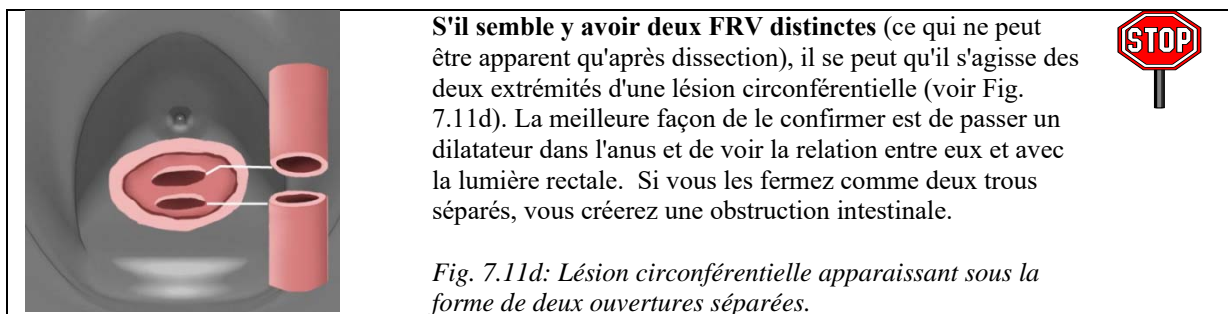 S'il semble y avoir deux FRV distinctes (ce qui ne peut
être apparent qu'après dissection), il se peut qu'il s'agisse des
deux extrémités d'une lésion circonférentielle (voir Fig.
7.11d). La meilleure façon de le confirmer est de passer un
dilatateur dans l'anus et de voir la relation entre eux et avec
la lumière rectale.  Si vous les fermez comme deux trous
séparés, vous créerez une obstruction intestinale.
Fig. 7.11d: Lésion circonférentielle apparaissant sous la
forme de deux ouvertures séparées.
STOP